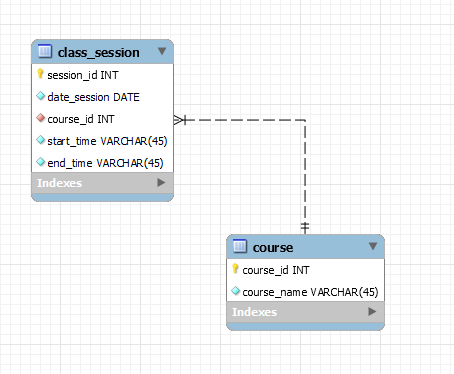 class_session
session_id INT
date_session DATE
course_id INT
start_time VARCHAR(45)
end_time VARCHAR(45)
Indexes
course
course_id INT
course_name VARCHAR(45)
Indexes